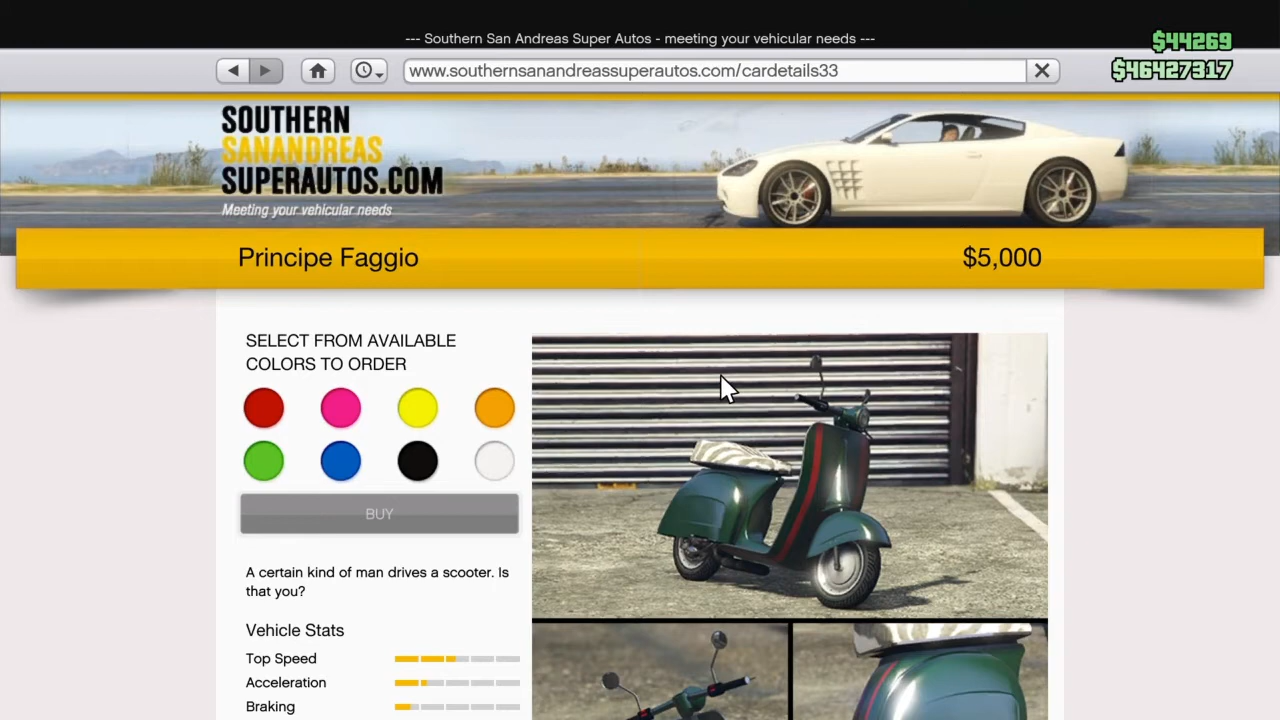 --- Southern San Andreas Super Autos - meeting your vehicular needs ---
$44269
www.southernsanandreassuperautos.com/cardetails33
$46427317
SOUTHERN
SANANDREAS
SUPERAUTOS.COM
Meeting your vehicular needs
Principe Faggio
$5,000
SELECT FROM AVAILABLE
COLORS TO ORDER
BUY
A certain kind of man drives a scooter. Is
that you?
Vehicle Stats
Top Speed
Acceleration
Braking